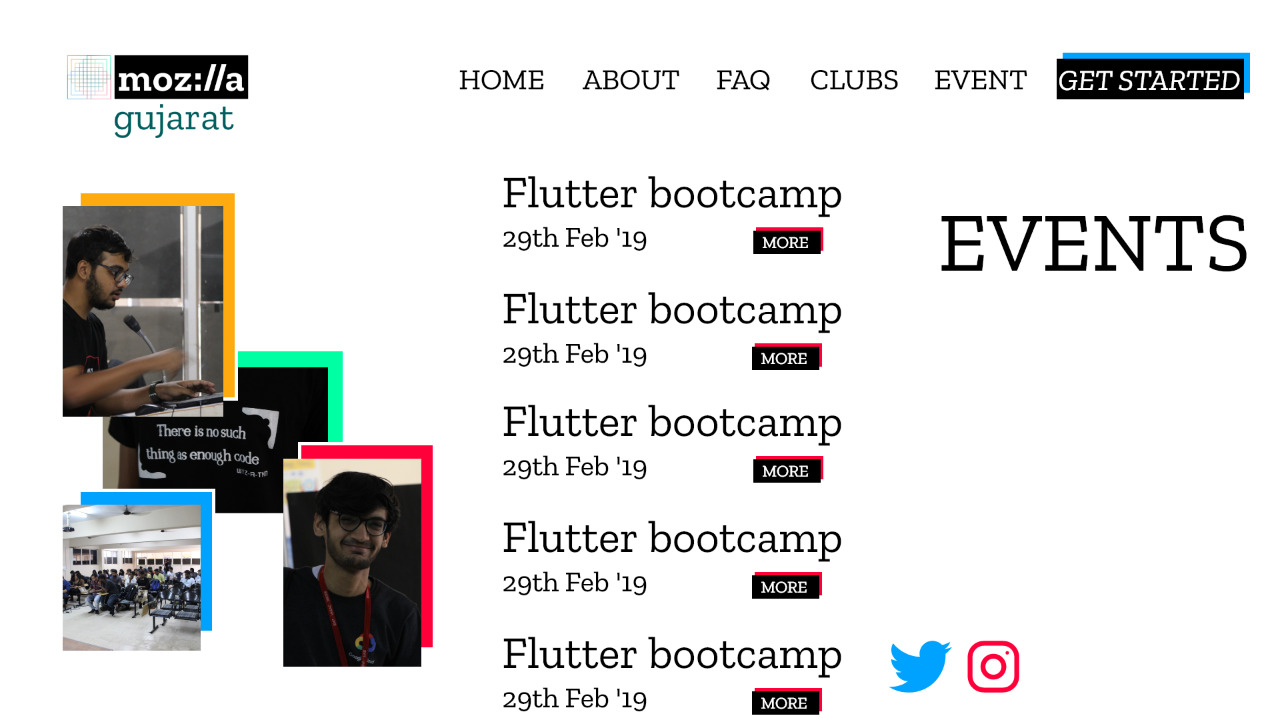 moz://a
gujarat
HOME ABOUT FAQ CLUBS EVENT GET STARTED
EVENTS
Flutter bootcamp
29th Feb '19 MORE
Flutter bootcamp
29th Feb '19 MORE
Flutter bootcamp
29th Feb '19 MORE
Flutter bootcamp
29th Feb '19 MORE
Flutter bootcamp
29th Feb '19 MORE
There is no such
thing as enough code